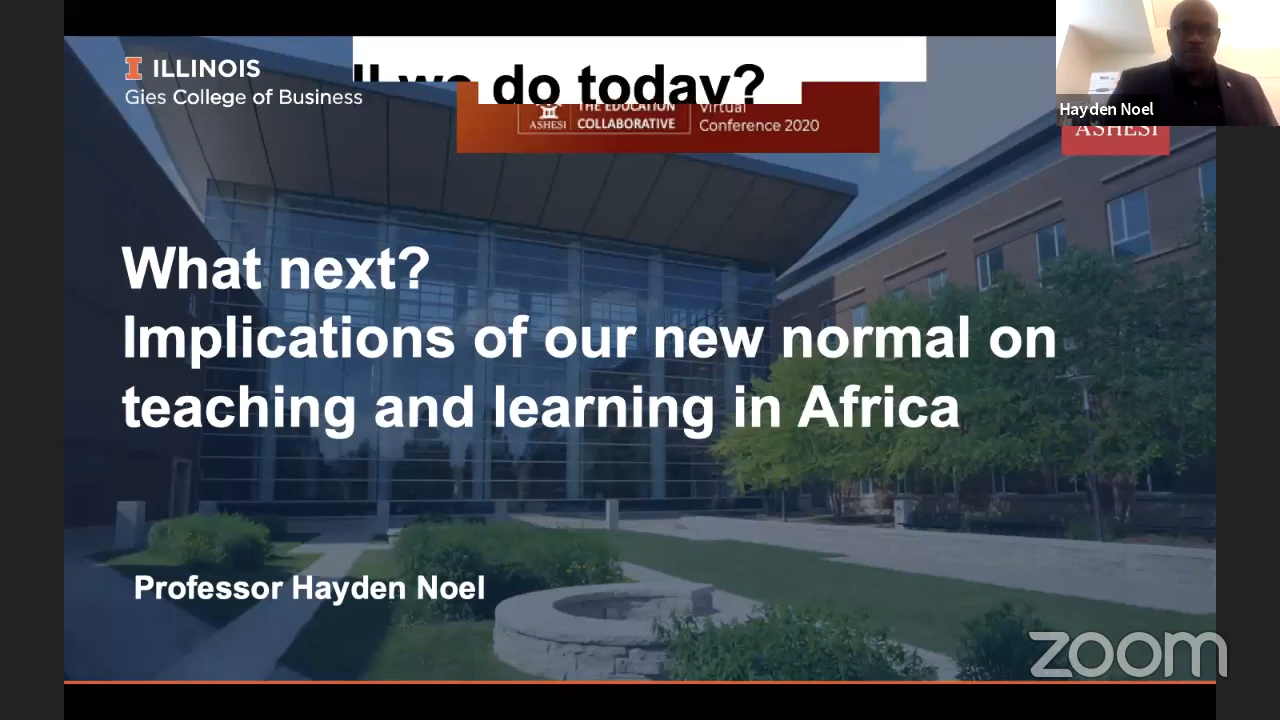 ILLINOIS
Gies College of Business
ll we do today?
ASHESI
THE EDUCATION
COLLABORATIVE
Virtual
Conference 2020
Hayden Noel
ASHESI
What next?
Implications of our new normal on
teaching and learning in Africa
Professor Hayden Noel
zoom